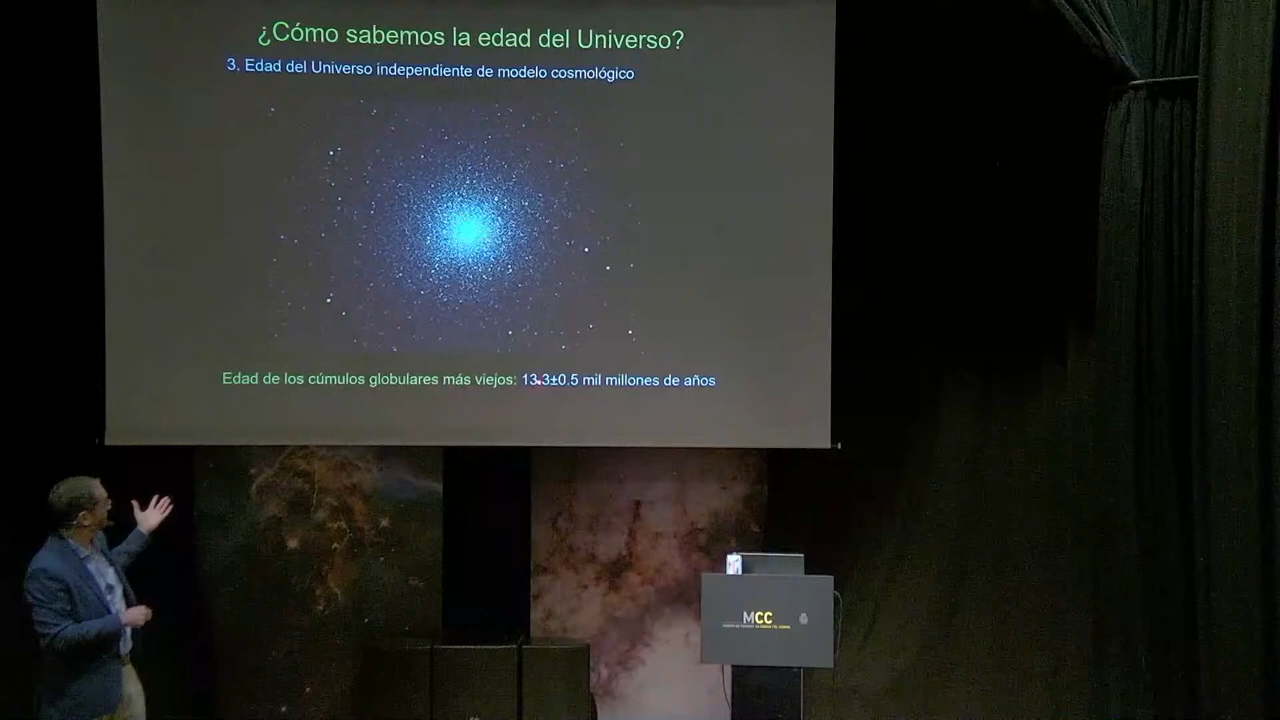 ¿Cómo sabemos la edad del Universo?
3. Edad del Universo independiente de modelo cosmológico
Edad de los cúmulos globulares más viejos: 13.3±0.5 mil millones de años
MCC